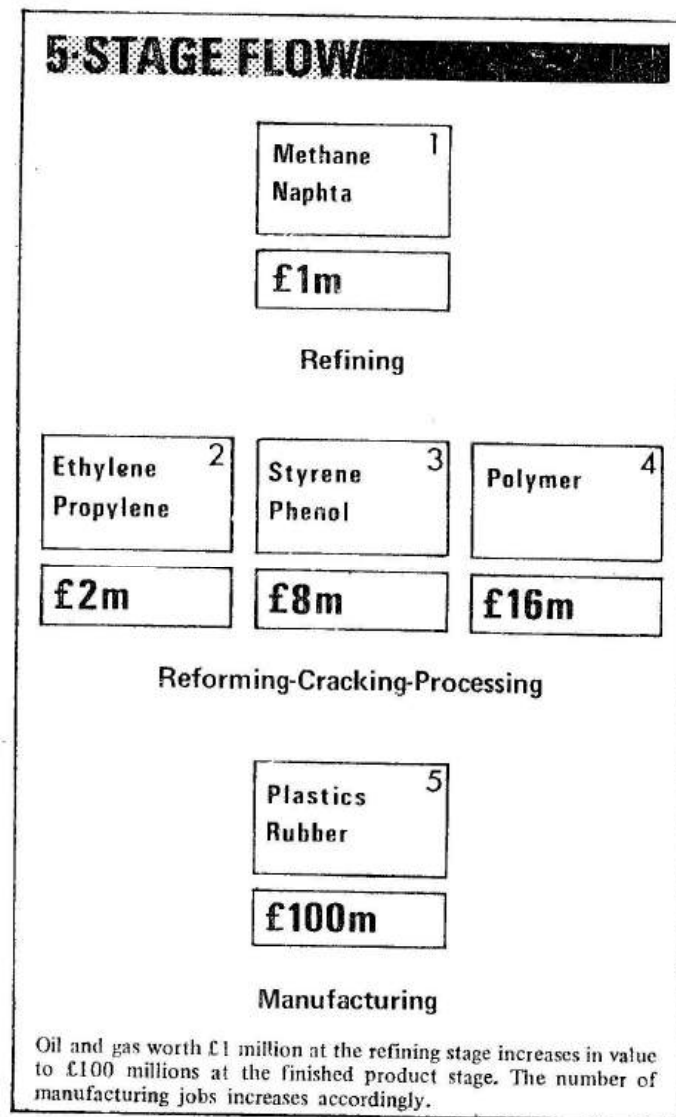 5-STAGE FLOW
1
Methane
Naphta
£1m
Refining
2
Ethylene
Propylene
£2m
3
Styrene
Phenol
£8m
4
Polymer
£16m
Reforming-Cracking-Processing
5
Plastics
Rubber
£100m
Manufacturing
Oil and gas worth £1 million at the refining stage increases in value
to £100 millions at the finished product stage. The number of
manufacturing jobs increases accordingly.